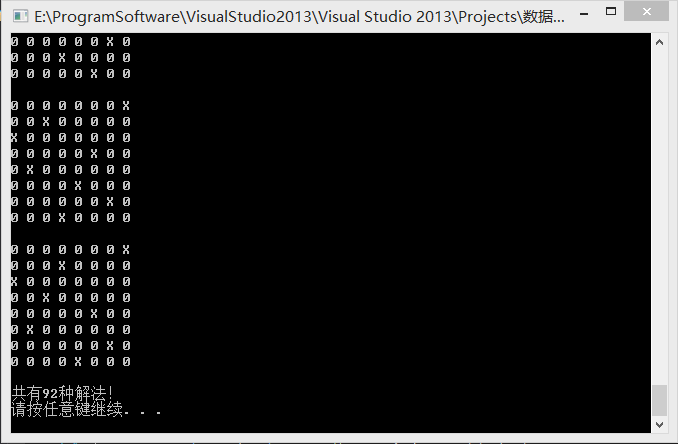 E:\ProgramSoftware\VisualStudio2013\Visual Studio 2013\Projects\数据...
0 0 0 0 0 0 X 0
0 0 0 X 0 0 0 0
0 0 0 0 0 X 0 0
0 0 0 0 0 0 0 X
0 0 X 0 0 0 0 0
X 0 0 0 0 0 0 0
0 0 0 0 0 X 0 0
0 X 0 0 0 0 0 0
0 0 0 0 X 0 0 0
0 0 0 0 0 0 X 0
0 0 0 X 0 0 0 0
0 0 0 0 0 0 0 X
0 0 0 X 0 0 0 0
X 0 0 0 0 0 0 0
0 0 X 0 0 0 0 0
0 0 0 0 0 X 0 0
0 X 0 0 0 0 0 0
0 0 0 0 0 0 X 0
0 0 0 0 X 0 0 0
共有92种解法!
请按任意键继续. . .